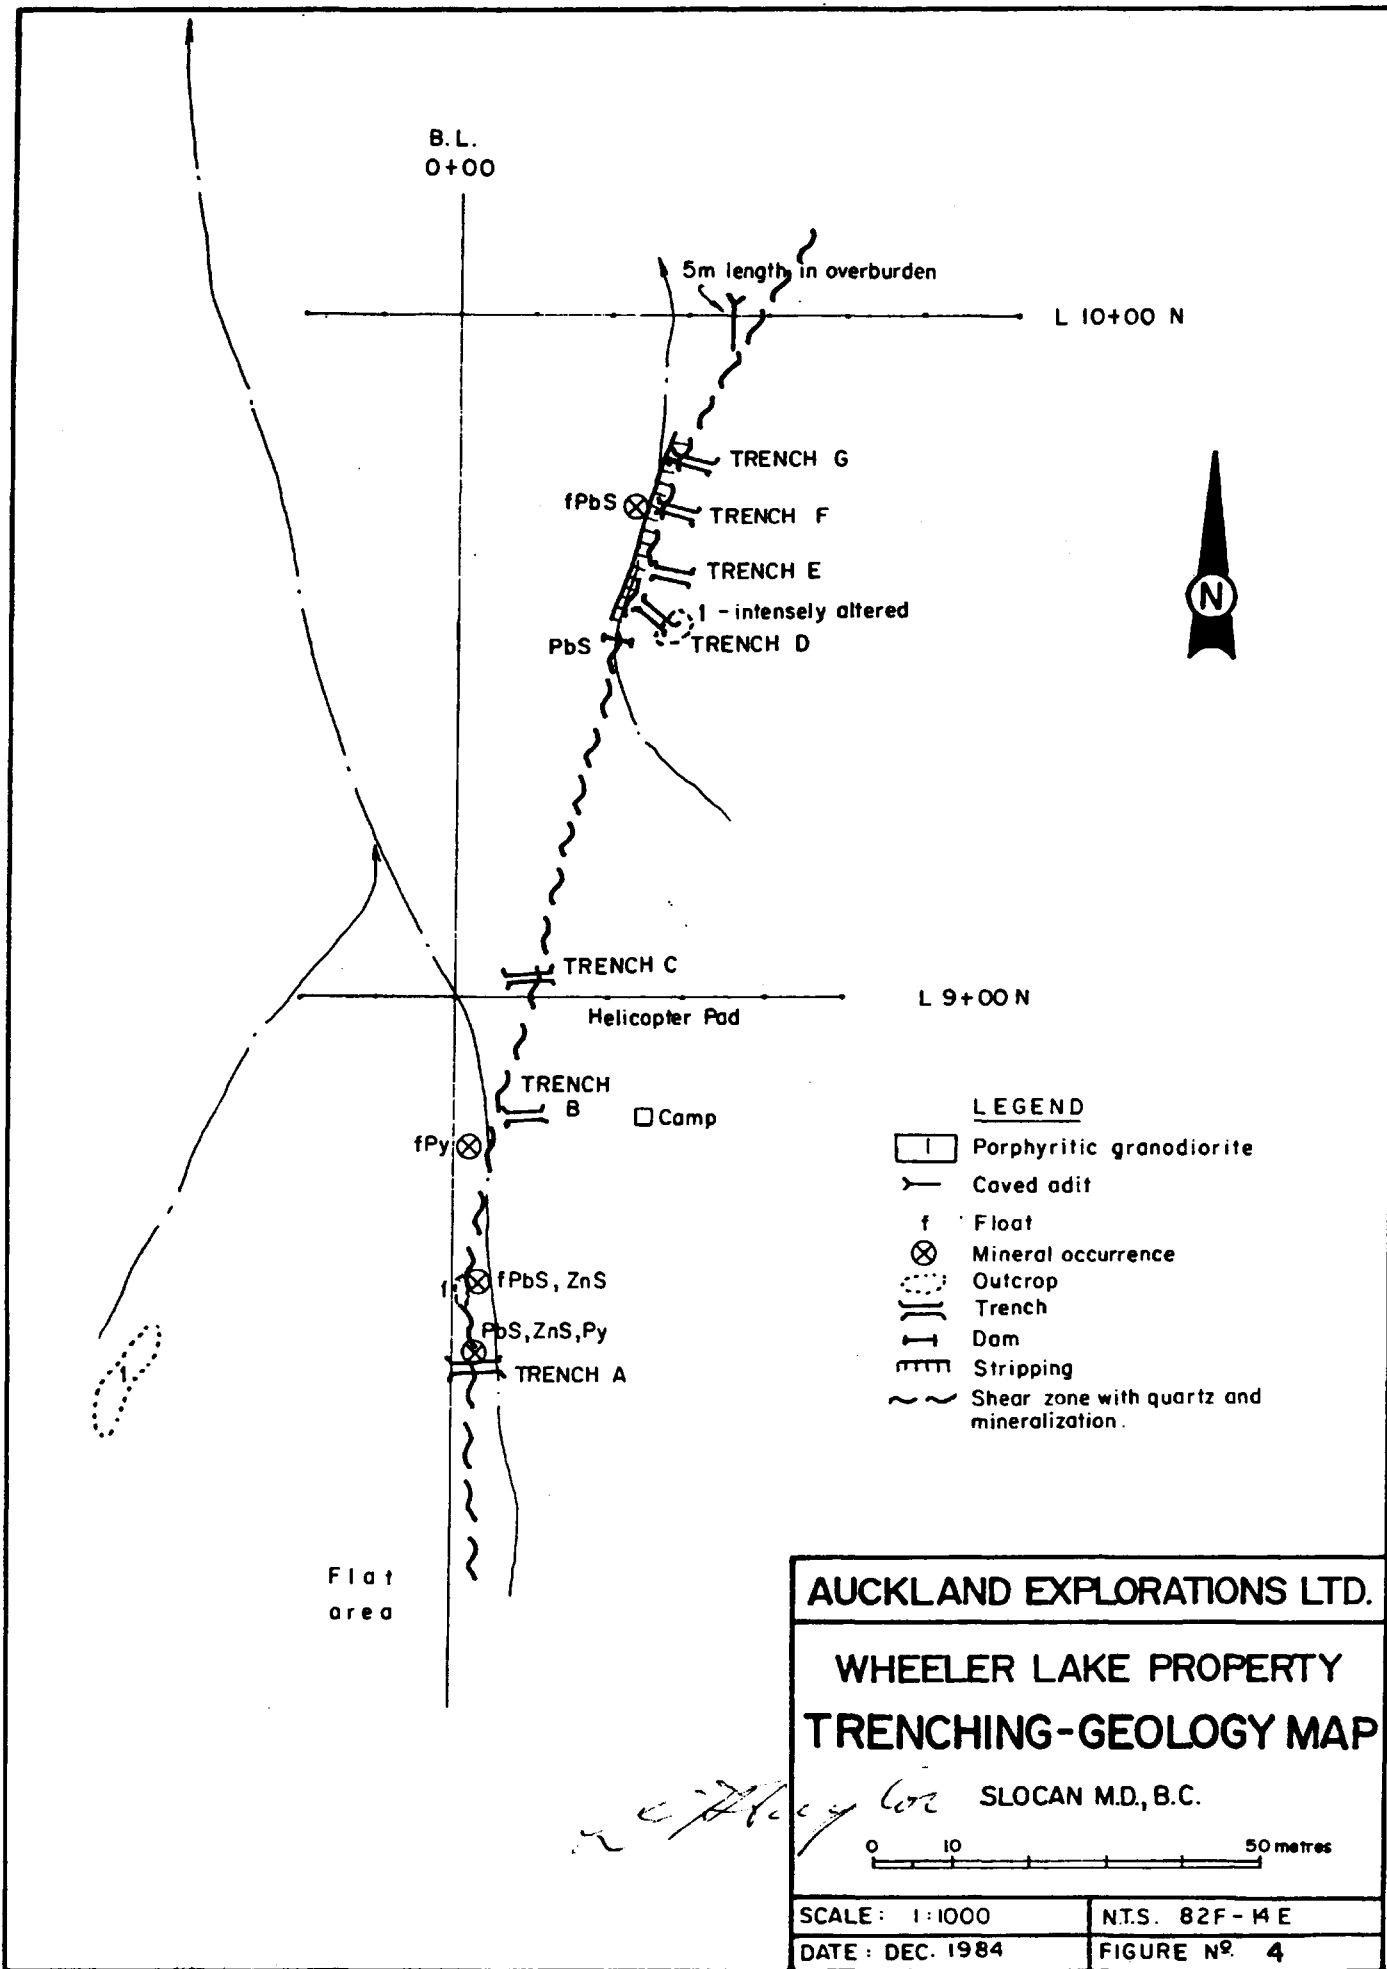 B.L.
0+00
5m length in overburden
L 10+00 N
TRENCH G
fPbS
TRENCH F
TRENCH E
1 - intensely altered
PbS
TRENCH D
N
TRENCH C
L 9+00 N
Helicopter Pad
TRENCH
B
Camp
fPy
fPbS, ZnS
f
PbS, ZnS, Py
TRENCH A
1
Flat
area
LEGEND
1 Porphyritic granodiorite
Caved adit
f Float
Mineral occurrence
Outcrop
Trench
Dam
Stripping
Shear zone with quartz and
mineralization.
AUCKLAND EXPLORATIONS LTD.
WHEELER LAKE PROPERTY
TRENCHING-GEOLOGY MAP
SLOCAN M.D., B.C.
0 10 50 metres
SCALE: 1:1000
N.T.S. 82F-14 E
DATE: DEC. 1984
FIGURE Nº. 4